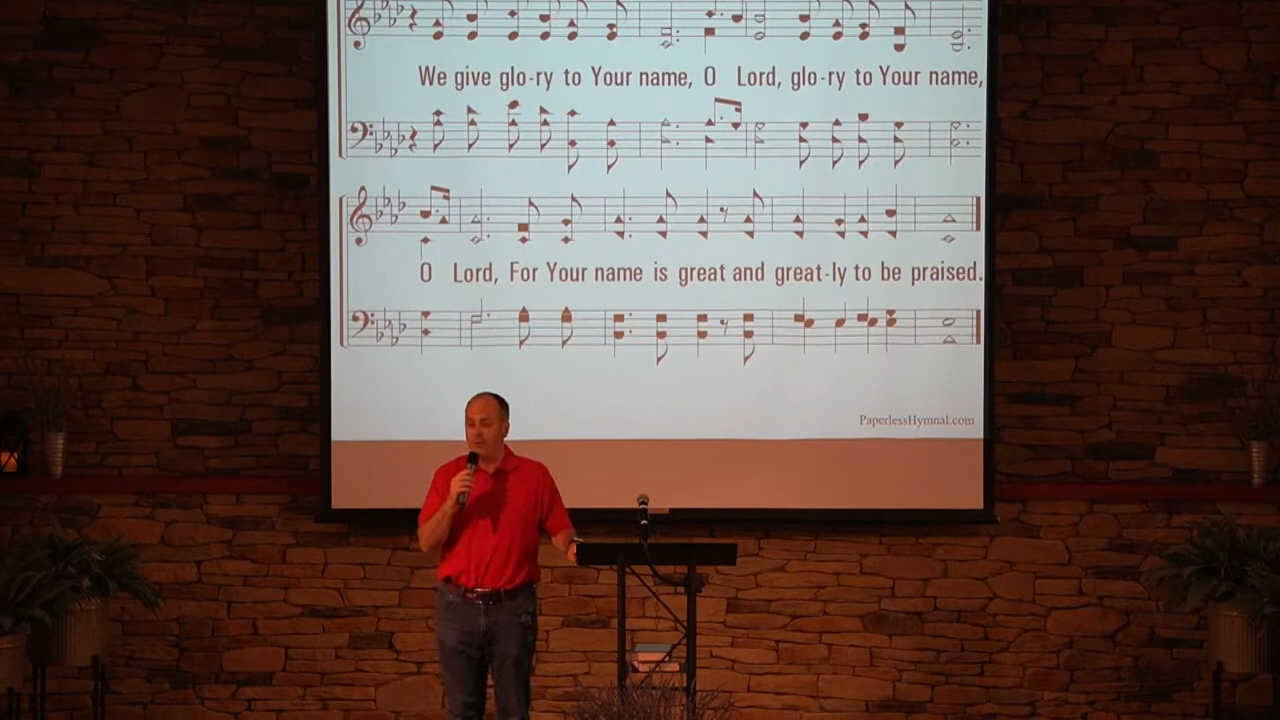 We give glo-ry to Your name, O Lord, glo-ry to Your name,
O Lord, For Your name is great and great-ly to be praised.
PaperlessHymnal.com